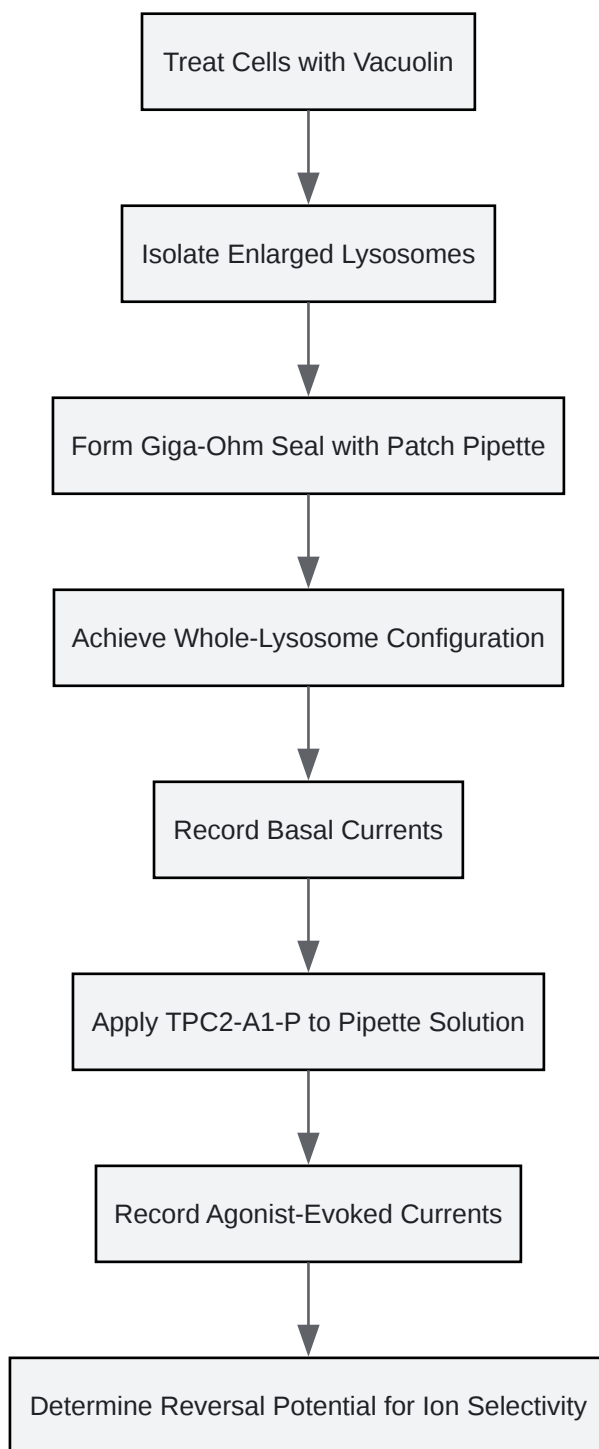 Treat Cells with Vacuolin
Isolate Enlarged Lysosomes
Form Giga-Ohm Seal with Patch Pipette
Achieve Whole-Lysosome Configuration
Record Basal Currents
Apply TPC2-A1-P to Pipette Solution
Record Agonist-Evoked Currents
Determine Reversal Potential for Ion Selectivity